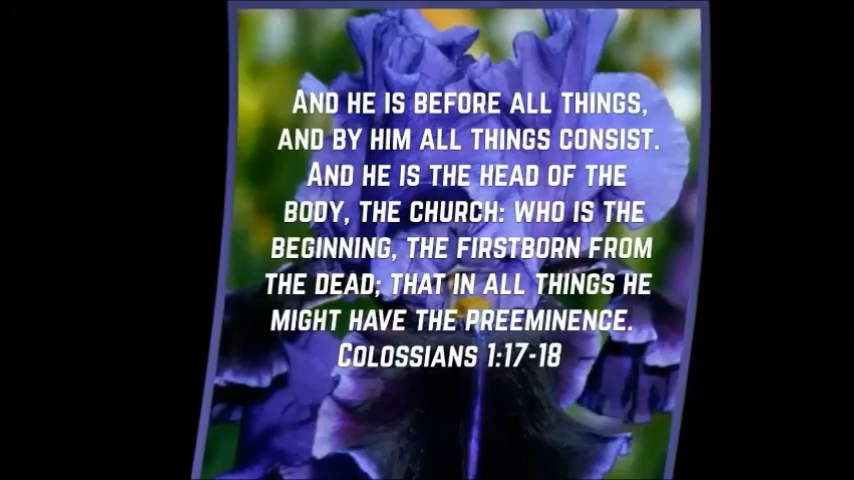 And he is before all things,
and by him all things consist.
And he is the head of the
body, the church: who is the
beginning, the firstborn from
the dead; that in all things he
might have the preeminence.
Colossians 1:17-18